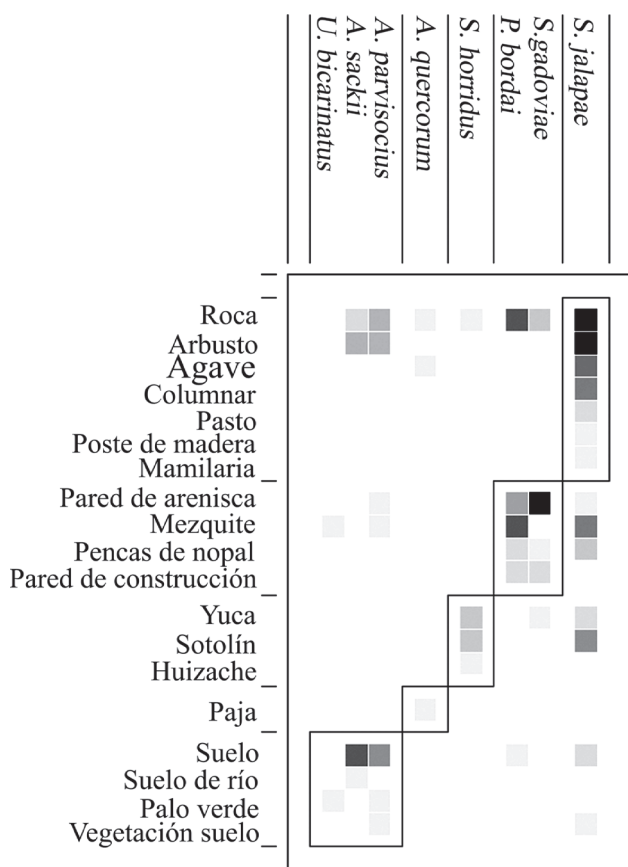 U. bicarinatus
A. sackii
A. parvisocius
A. quercorum
S. horridus
P. bordai
S.gadoviae
S. jalapae
Roca
Arbusto
Agave
Columnar
Pasto
Poste de madera
Mamilaria
Pared de arenisca
Mezquite
Pencas de nopal
Pared de construcción
Yuca
Sotolín
Huizache
Paja
Suelo
Suelo de río
Palo verde
Vegetación suelo